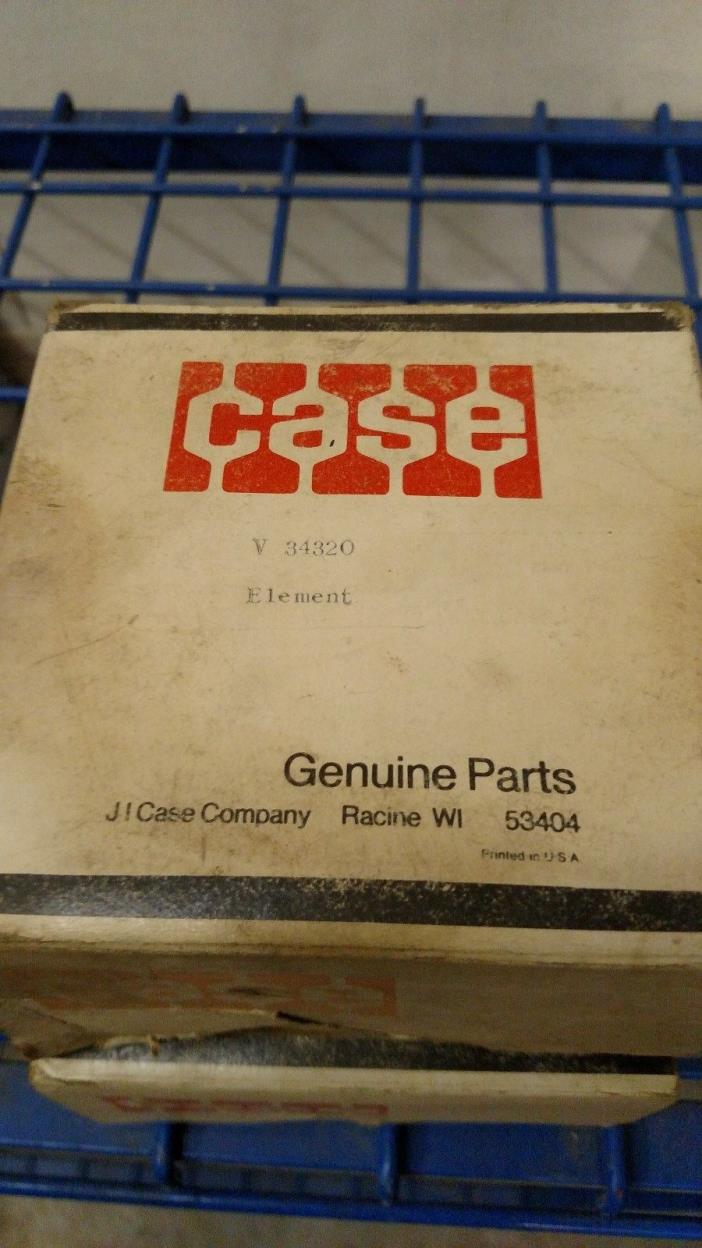 case
V 34320
Element
Genuine Parts
J I Case Company Racine WI 53404
Printed in U S A